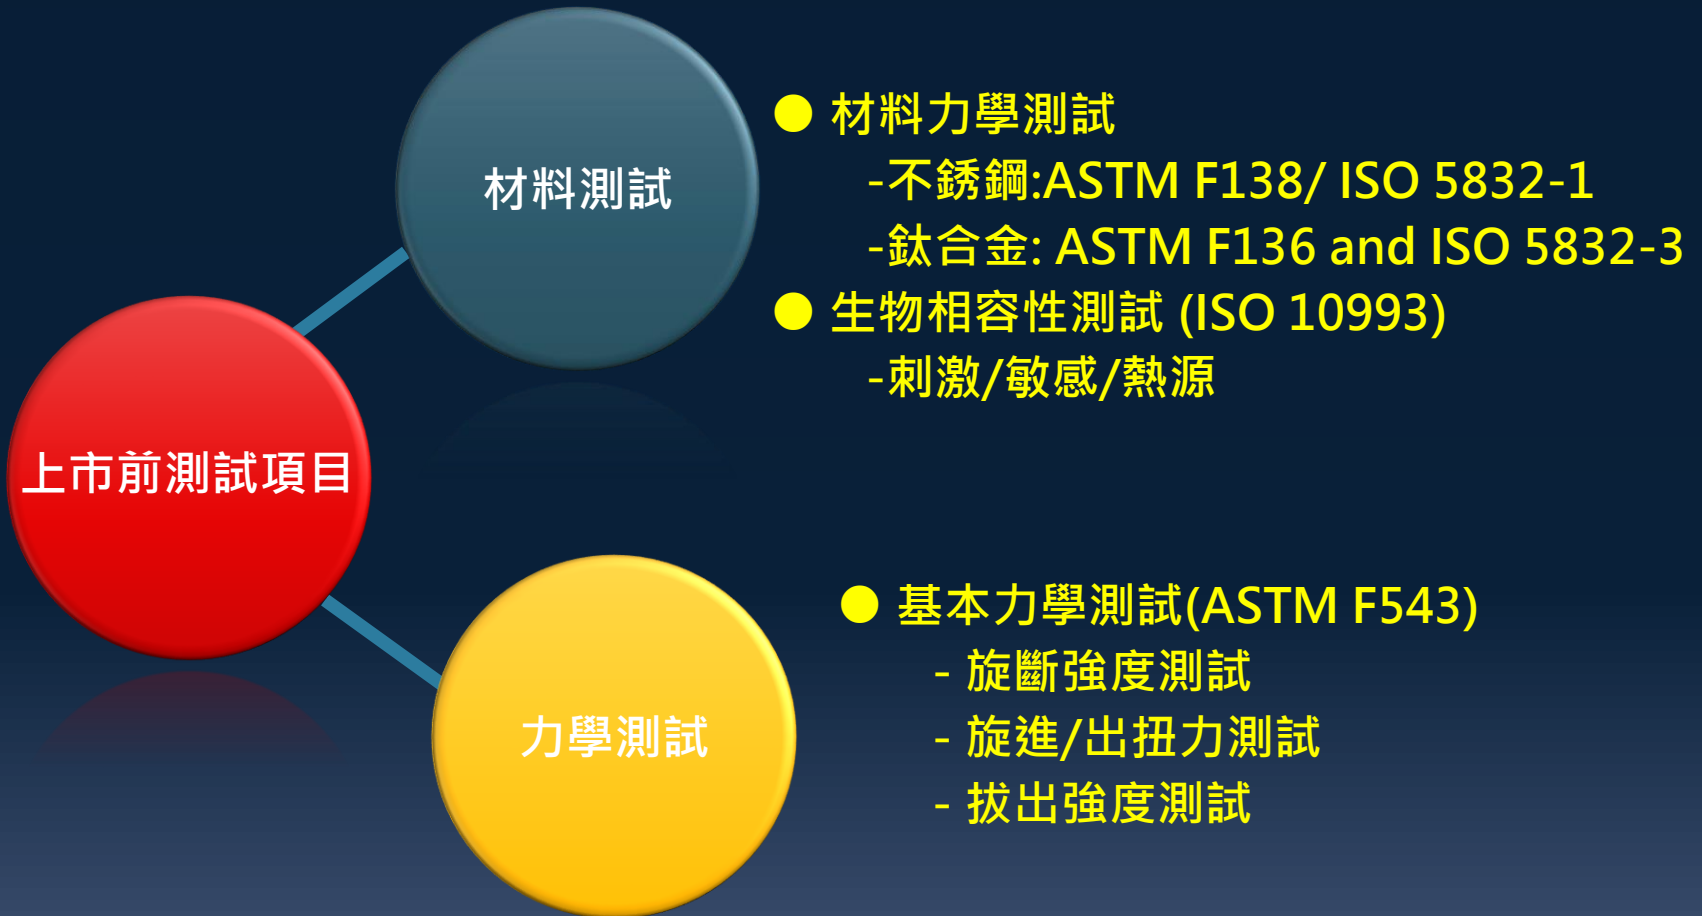 上市前測試項目
材料測試
● 材料力學測試
-不銹鋼:ASTM F138/ ISO 5832-1
-鈦合金: ASTM F136 and ISO 5832-3
● 生物相容性測試 (ISO 10993)
-刺激/敏感/熱源
力學測試
● 基本力學測試(ASTM F543)
- 旋斷強度測試
- 旋進/出扭力測試
- 拔出強度測試